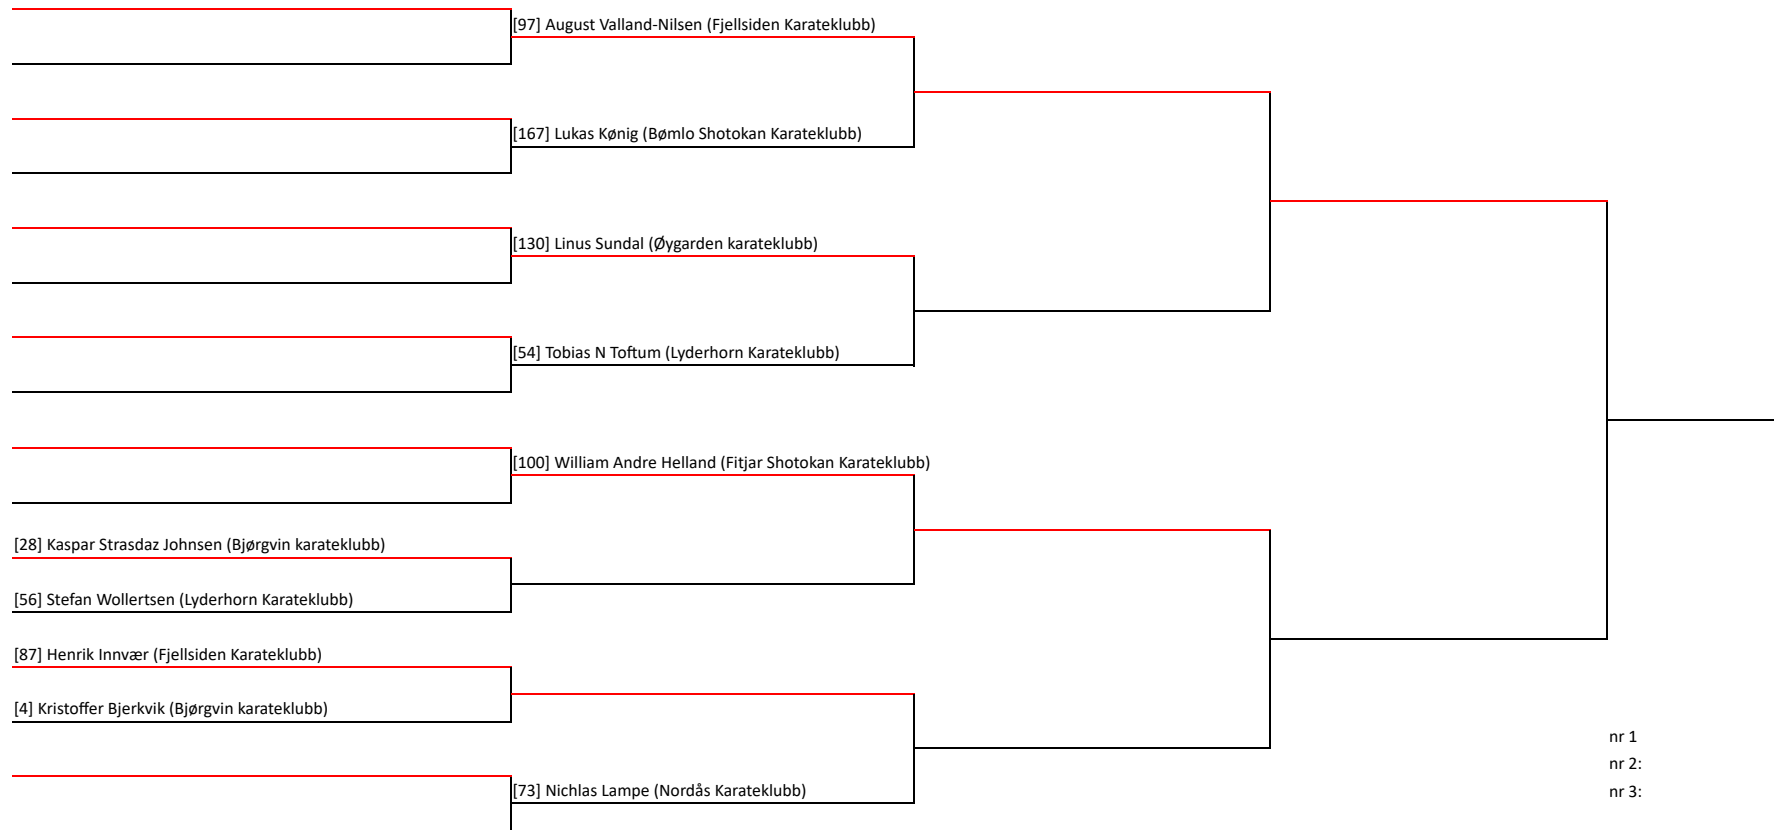 [97] August Valland-Nilsen (Fjellsiden Karateklubb)
[167] Lukas Kønig (Bømlo Shotokan Karateklubb)
[130] Linus Sundal (Øygarden karateklubb)
[54] Tobias N Toftum (Lyderhorn Karateklubb)
[100] William Andre Helland (Fitjar Shotokan Karateklubb)
[28] Kaspar Strasdaz Johnsen (Bjørgvin karateklubb)
[56] Stefan Wollertsen (Lyderhorn Karateklubb)
[87] Henrik Innvær (Fjellsiden Karateklubb)
[4] Kristoffer Bjerkvik (Bjørgvin karateklubb)
[73] Nichlas Lampe (Nordås Karateklubb)
nr 1
nr 2:
nr 3: